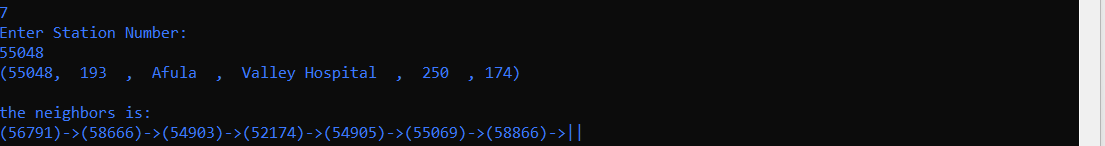 7
Enter Station Number:
55048
(55048,  193  ,  Afula  ,  Valley Hospital  ,  250  , 174)
the neighbors is:
(56791)->(58666)->(54903)->(52174)->(54905)->(55069)->(58866)->||